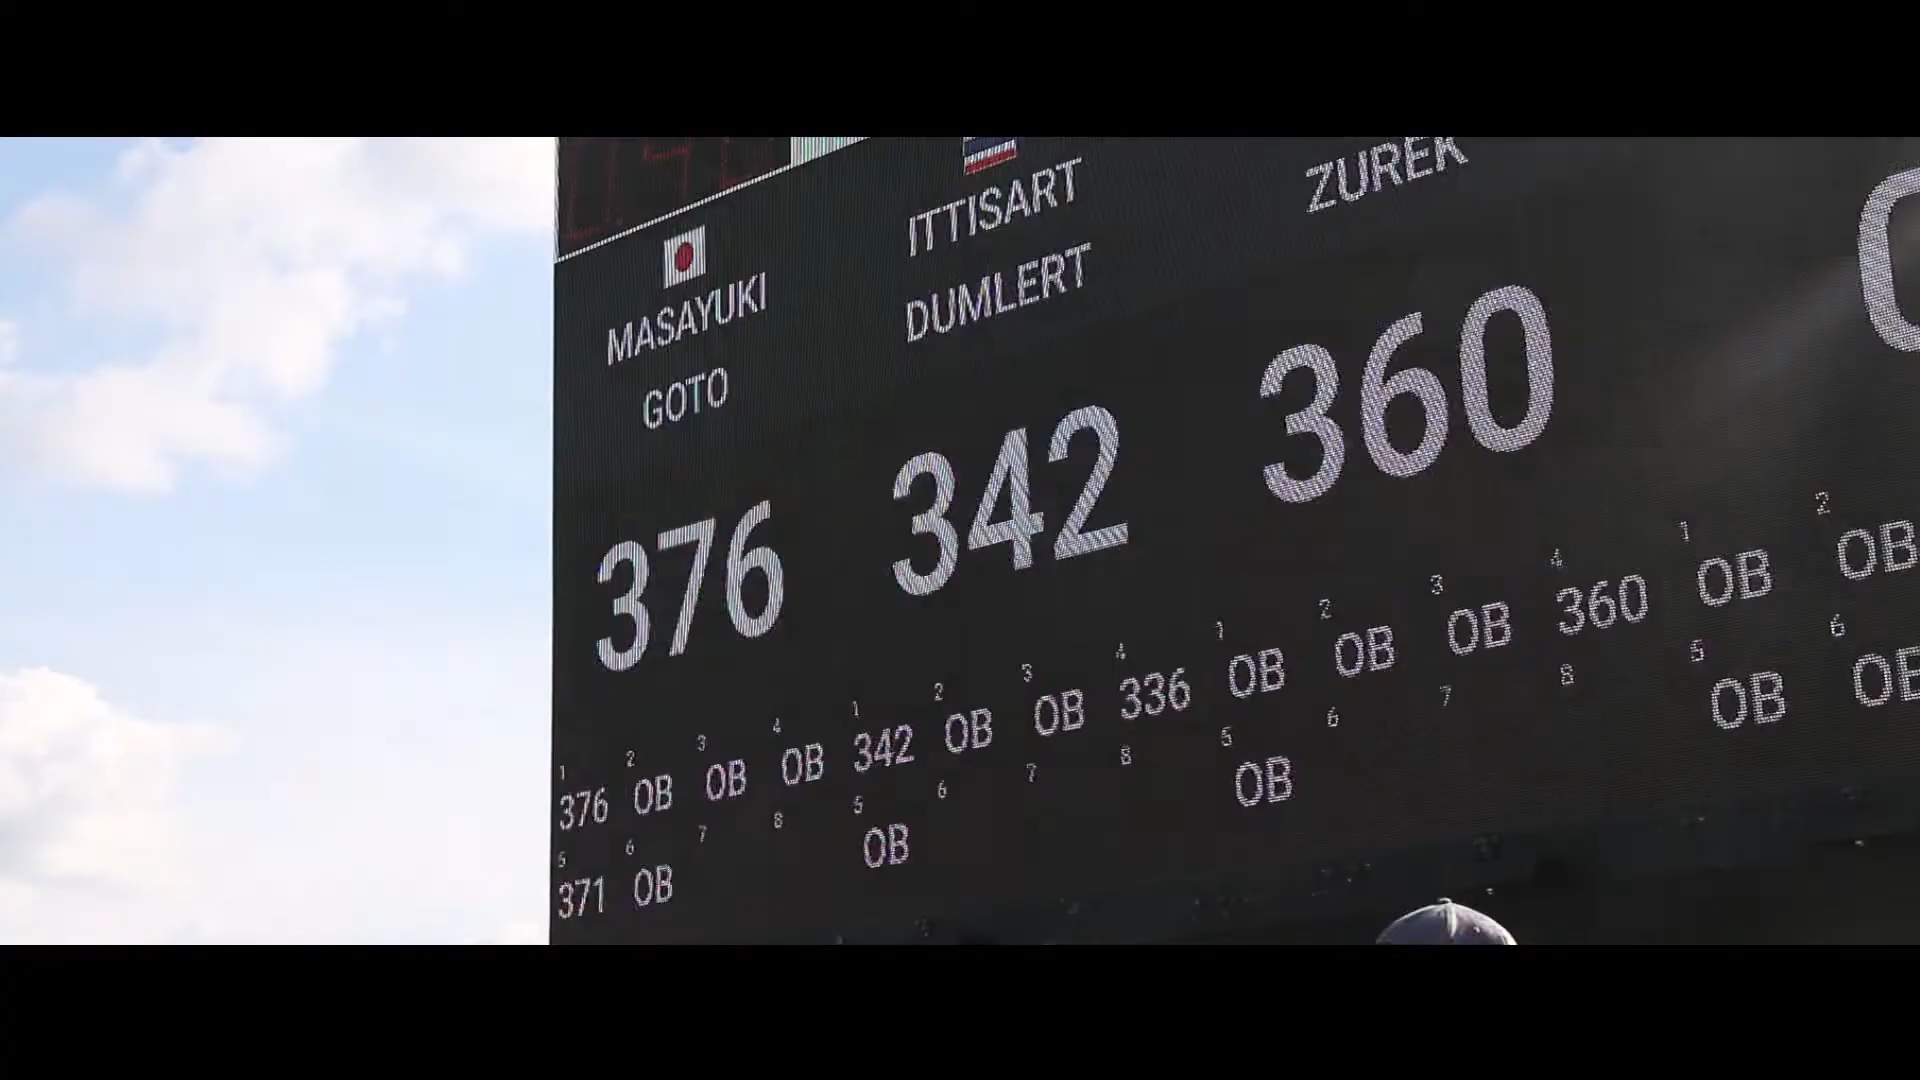 MASAYUKI
GOTO
376
1 2 3 4
376 OB OB OB
5 6 7 8
371 OB
ITTISART
DUMLERT
342
1 2 3 4
342 OB OB 336
5 6 7 8
OB
ZUREK
360
1 2 3 4
OB OB OB 360
5 6 7 8
OB
1 2
OB OB
5 6
OB OB